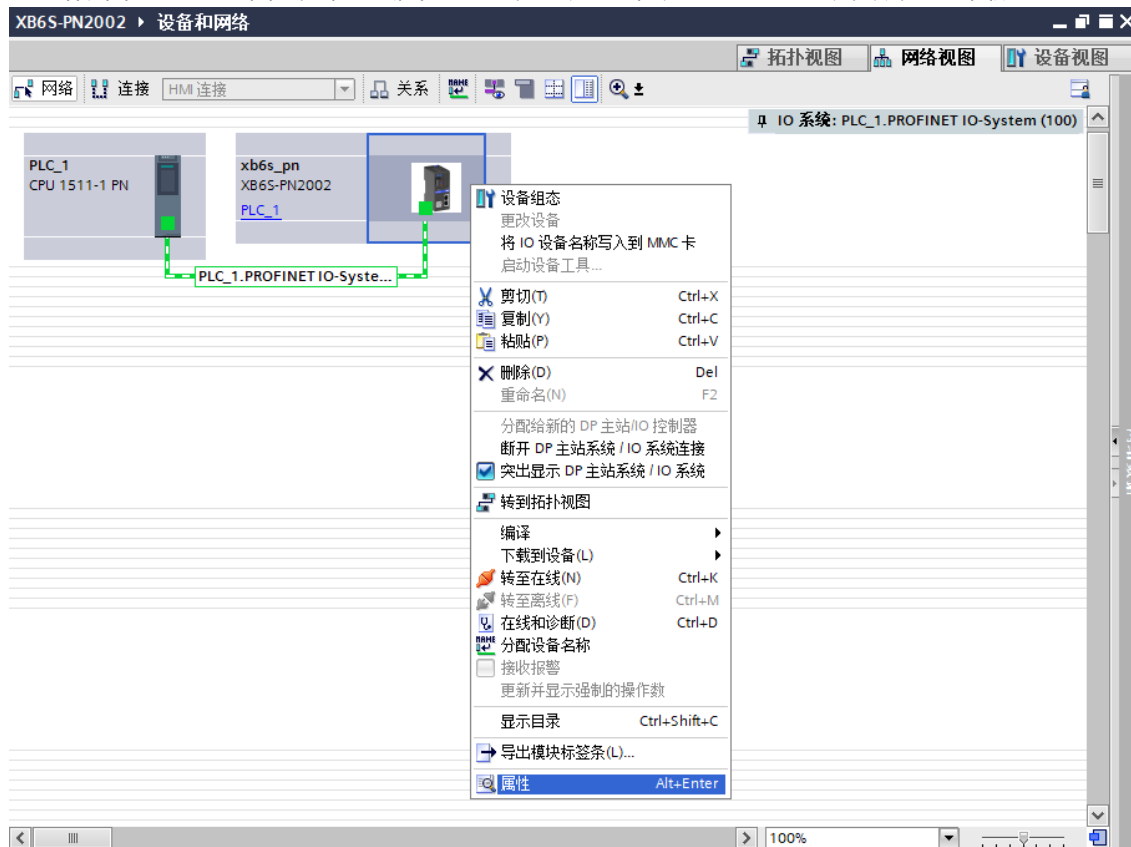 XB6S-PN2002 ▸ 设备和网络
拓扑视图 网络视图 设备视图
网络 连接 HMI 连接 关系
IO 系统: PLC_1.PROFINET IO-System (100)
PLC_1
CPU 1511-1 PN
xb6s_pn
XB6S-PN2002
PLC_1
PLC_1.PROFINET IO-Syste...
设备组态
更改设备
将 IO 设备名称写入到 MMC 卡
启动设备工具...
剪切(T) Ctrl+X
复制(Y) Ctrl+C
粘贴(P) Ctrl+V
删除(D) Del
重命名(N) F2
分配给新的 DP 主站/IO 控制器
断开 DP 主站系统 / IO 系统连接
突出显示 DP 主站系统 / IO 系统
转到拓扑视图
编译
下载到设备(L)
转至在线(N) Ctrl+K
转至离线(F) Ctrl+M
在线和诊断(D) Ctrl+D
分配设备名称
接收报警
更新并显示强制的操作数
显示目录 Ctrl+Shift+C
导出模块标签条(L)...
属性 Alt+Enter
100%